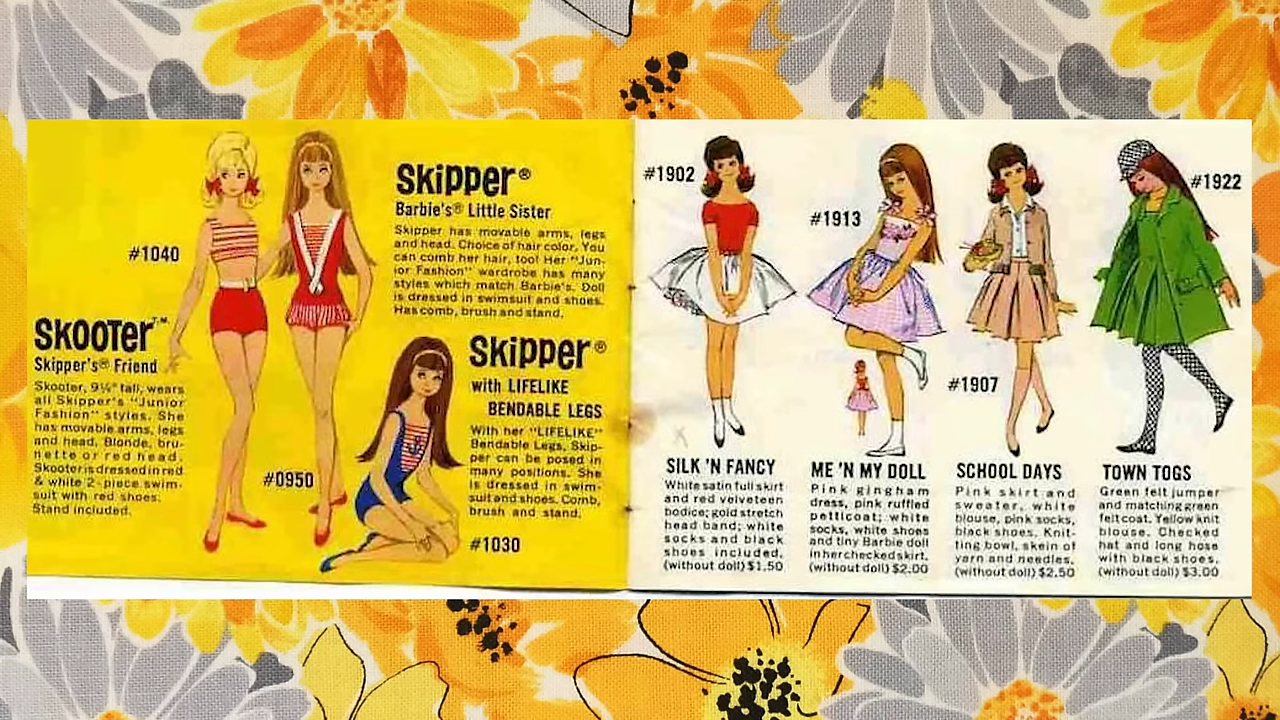 #1040
SKOOTER™
Skipper's® Friend
Skooter, 9¼" tall, wears
all Skipper's "Junior
Fashion" styles. She
has movable arms, legs
and head. Blonde, bru-
nette or red head.
Skooter is dressed in red
& white 2-piece swim-
suit with red shoes.
Stand included.
#0950
Skipper®
Barbie's® Little Sister
Skipper has movable arms, legs
and head. Choice of hair color. You
can comb her hair, too! Her "Jun-
ior Fashion" wardrobe has many
styles which match Barbie's. Doll
is dressed in swimsuit and shoes.
Has comb, brush and stand.
Skipper®
with LIFELIKE
BENDABLE LEGS
With her "LIFELIKE"
Bendable Legs, Skip-
per can be posed in
many positions. She
is dressed in swim-
suit and shoes. Comb,
brush and stand.
#1030
#1902
SILK 'N FANCY
White satin full skirt
and red velveteen
bodice; gold stretch
head band; white
socks and black
shoes included.
(without doll) $1.50
#1913
ME 'N MY DOLL
Pink gingham
dress, pink ruffled
petticoat; white
socks, white shoes
and tiny Barbie doll
in her checked skirt.
(without doll) $2.00
#1907
SCHOOL DAYS
Pink skirt and
sweater, white
blouse, pink socks,
black shoes. Knit-
ting bowl, skein of
yarn and needles.
(without doll) $2.50
#1922
TOWN TOGS
Green felt jumper
and matching green
felt coat. Yellow knit
blouse. Checked
hat and long hose
with black shoes.
(without doll) $3.00